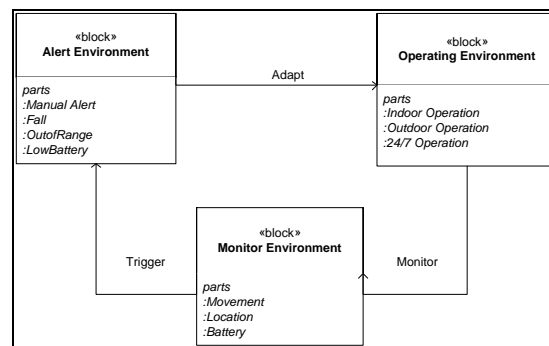 «block»
Alert Environment
parts
:Manual Alert
:Fall
:OutofRange
:LowBattery
Adapt
«block»
Operating Environment
parts
:Indoor Operation
:Outdoor Operation
:24/7 Operation
Trigger
«block»
Monitor Environment
parts
:Movement
:Location
:Battery
Monitor